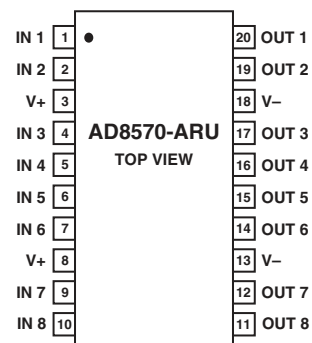 IN 1 1 20 OUT 1
IN 2 2 19 OUT 2
V+ 3 18 V–
IN 3 4 AD8570-ARU 17 OUT 3
IN 4 5 TOP VIEW 16 OUT 4
IN 5 6 15 OUT 5
IN 6 7 14 OUT 6
V+ 8 13 V–
IN 7 9 12 OUT 7
IN 8 10 11 OUT 8